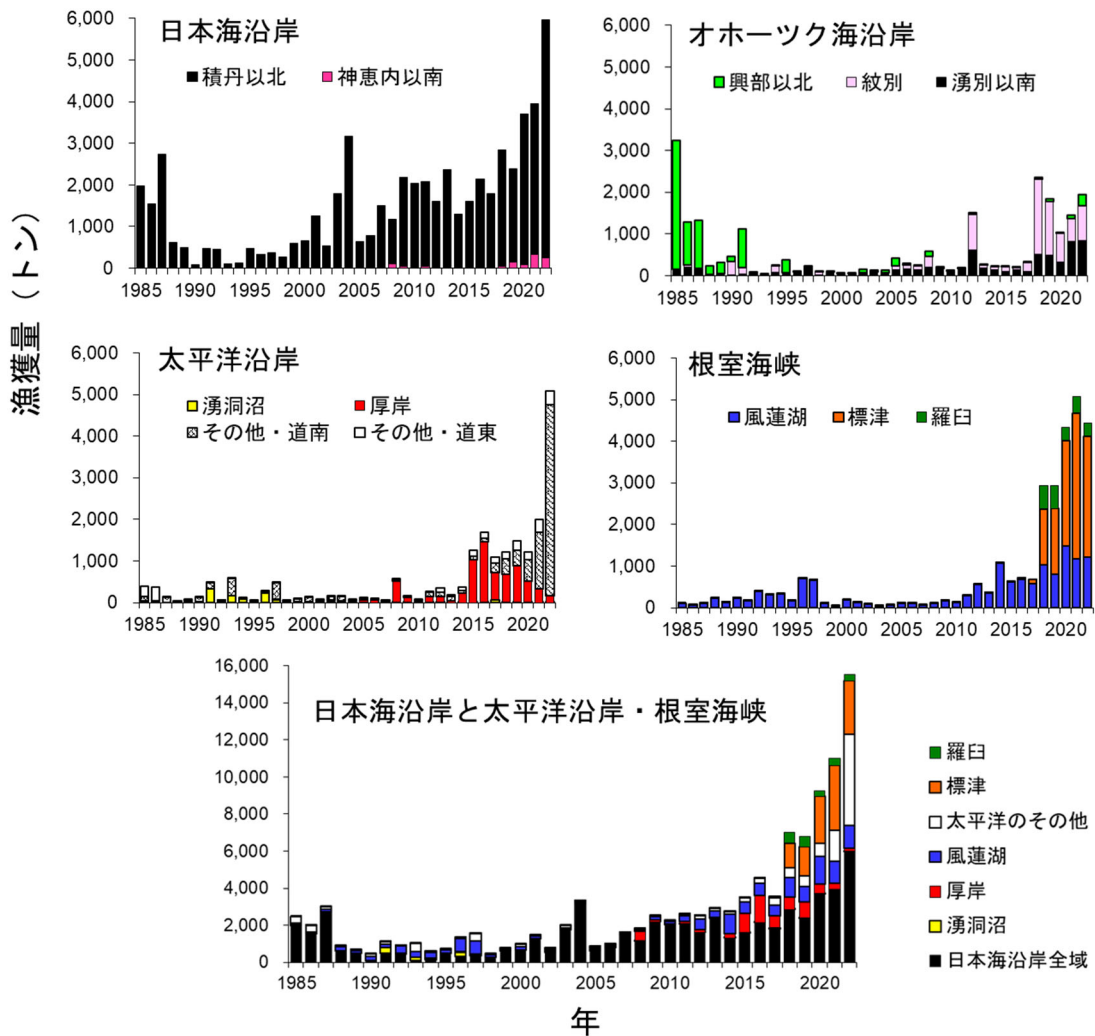 漁獲量（トン）
日本海沿岸
積丹以北 神恵内以南
6,000
5,000
4,000
3,000
2,000
1,000
0
1985 1990 1995 2000 2005 2010 2015 2020
オホーツク海沿岸
興部以北 紋別 湧別以南
6,000
5,000
4,000
3,000
2,000
1,000
0
1985 1990 1995 2000 2005 2010 2015 2020
太平洋沿岸
湧洞沼 厚岸
その他・道南 その他・道東
6,000
5,000
4,000
3,000
2,000
1,000
0
1985 1990 1995 2000 2005 2010 2015 2020
根室海峡
風蓮湖 標津 羅臼
6,000
5,000
4,000
3,000
2,000
1,000
0
1985 1990 1995 2000 2005 2010 2015 2020
日本海沿岸と太平洋沿岸・根室海峡
16,000
14,000
12,000
10,000
8,000
6,000
4,000
2,000
0
1985 1990 1995 2000 2005 2010 2015 2020
羅臼
標津
太平洋のその他
風蓮湖
厚岸
湧洞沼
日本海沿岸全域
年